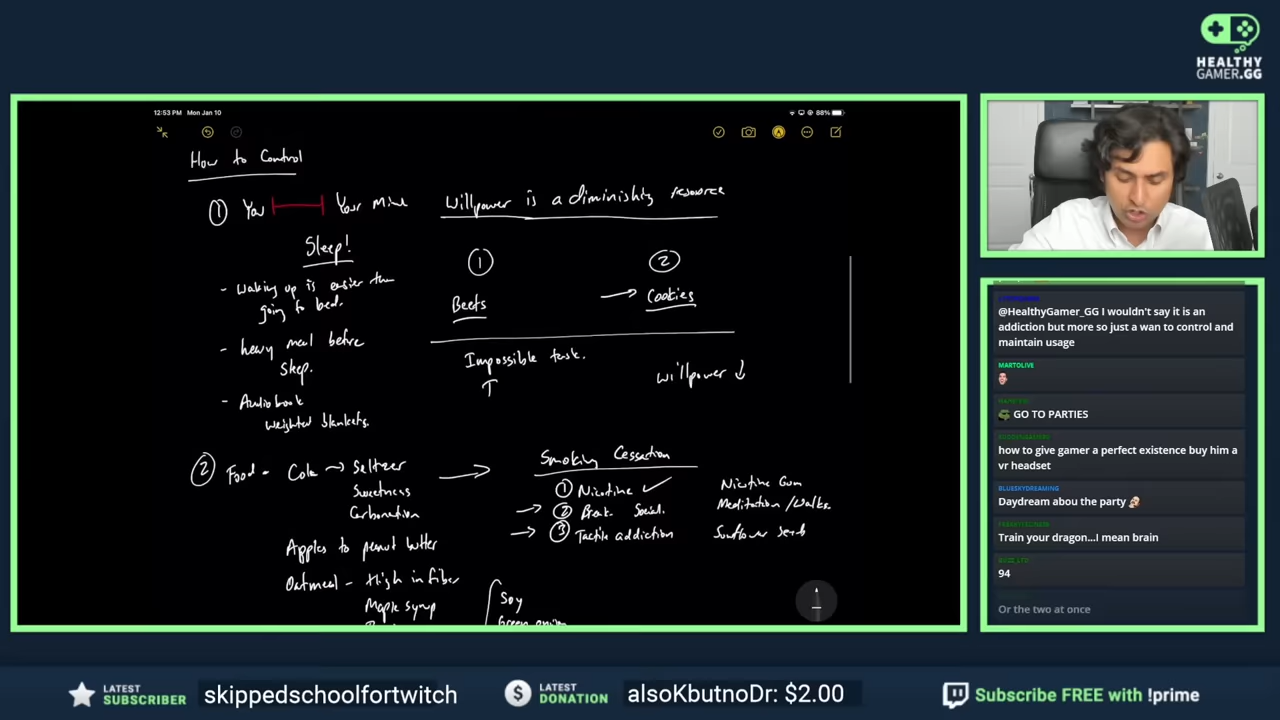 HEALTHY
GAMER.GG
12:53 PM Mon Jan 10
88%
How to Control
① You Your Mind
Willpower is a diminishing resource
Sleep!
- Waking up is easier than
going to bed.
- heavy meal before
sleep.
- Audiobook
weighted blankets.
① ②
Beets Cookies
Impossible task.
willpower ↓
② Food - Cola → Seltzer
Sweetness
Carbonation
Apples to peanut butter
Oatmeal - High in fiber
Maple syrup
Soy
Green onion
Smoking Cessation
① Nicotine ✓ Nicotine Gum
② Break Social. Meditation/Walks
③ Tactile addiction Sunflower seeds
@HealthyGamer_GG I wouldn't say it is an
addiction but more so just a wan to control and
maintain usage
MARTOLIVE
GO TO PARTIES
how to give gamer a perfect existence buy him a
vr headset
BLUESKYDREAMING
Daydream abou the party
Train your dragon...I mean brain
94
Or the two at once
LATEST
SUBSCRIBER
skippedschoolfortwitch
LATEST
DONATION
alsoKbutnoDr: $2.00
Subscribe FREE with !prime